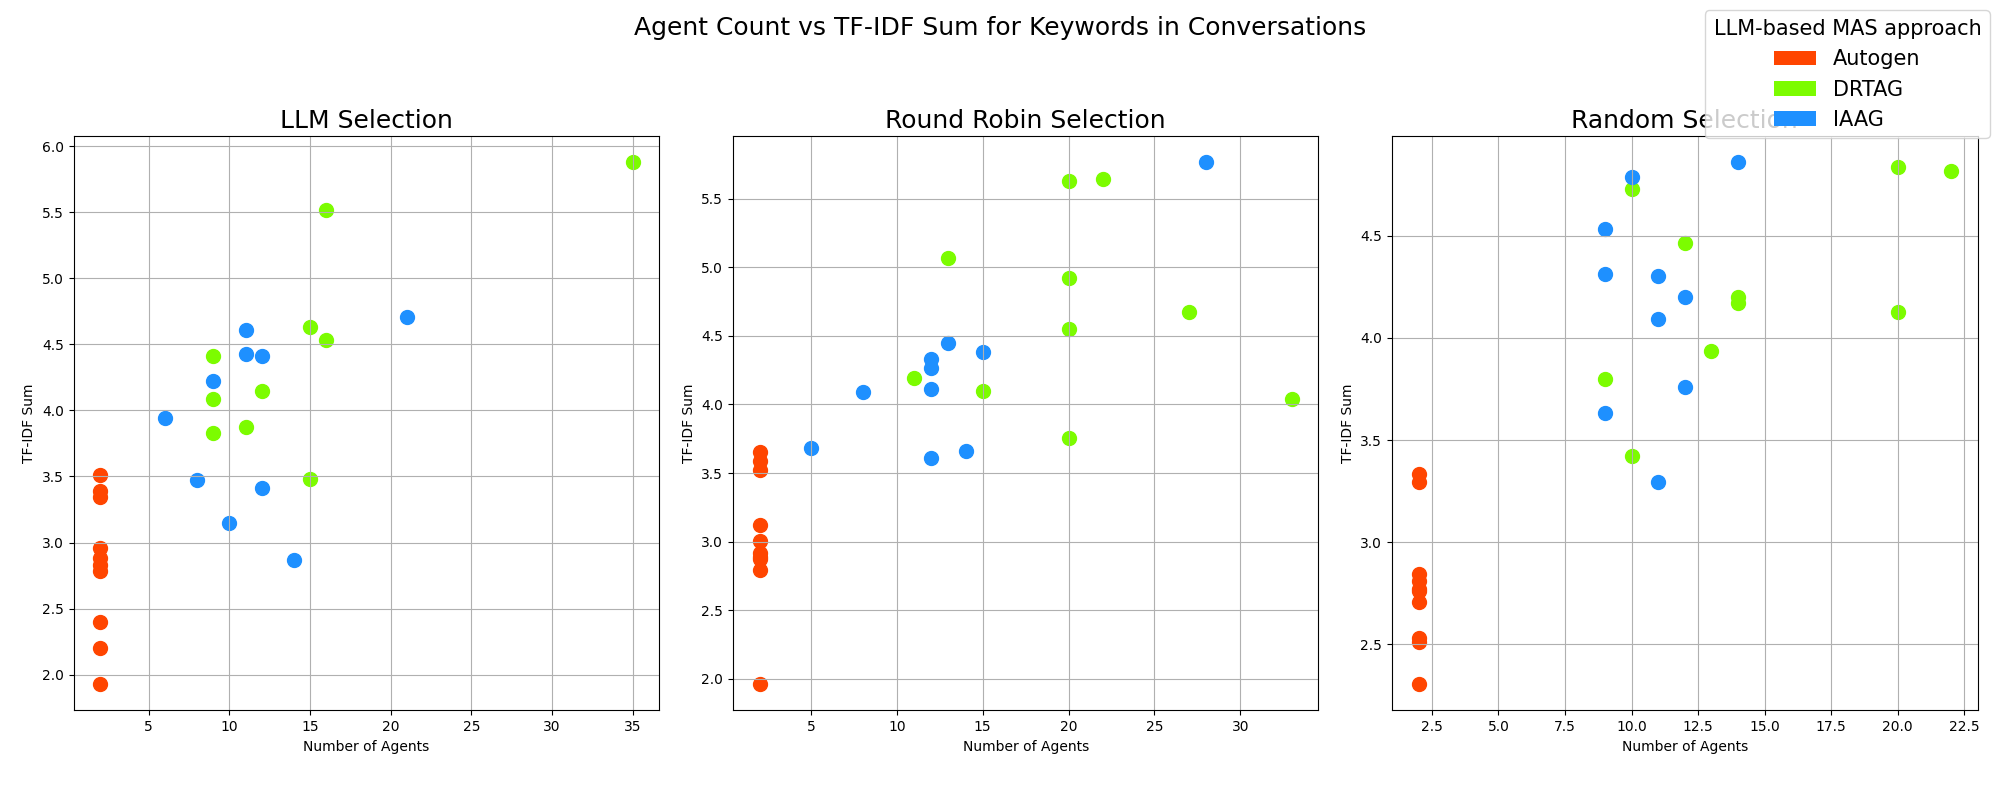 Agent Count vs TF-IDF Sum for Keywords in Conversations
LLM-based MAS approach
Autogen
DRTAG
IAAG
LLM Selection
6.0
5.5
5.0
4.5
4.0
3.5
3.0
2.5
2.0
TF-IDF Sum
5 10 15 20 25 30 35
Number of Agents
Round Robin Selection
5.5
5.0
4.5
4.0
3.5
3.0
2.5
2.0
TF-IDF Sum
5 10 15 20 25 30
Number of Agents
Random Selection
4.5
4.0
3.5
3.0
2.5
TF-IDF Sum
2.5 5.0 7.5 10.0 12.5 15.0 17.5 20.0 22.5
Number of Agents